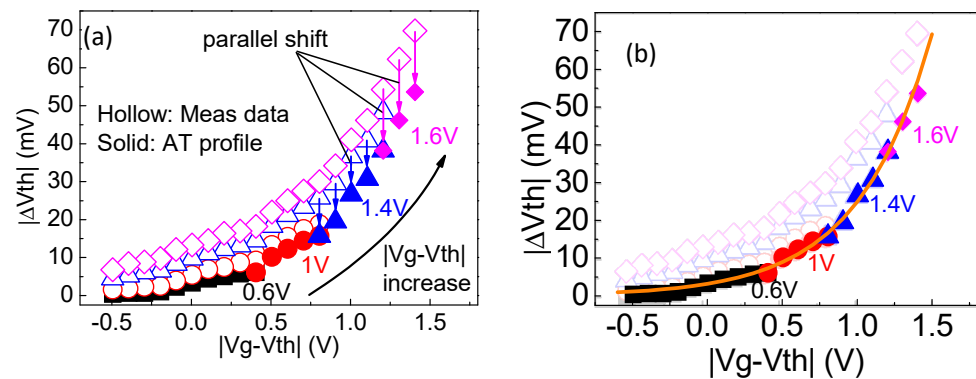 (a)
parallel shift
Hollow: Meas data
Solid: AT profile
1.6V
1.4V
1V
0.6V
|Vg-Vth|
increase
|ΔVth| (mV)
70
60
50
40
30
20
10
0
-0.5 0.0 0.5 1.0 1.5
|Vg-Vth| (V)
(b)
1.6V
1.4V
1V
0.6V
|ΔVth| (mV)
70
60
50
40
30
20
10
0
-0.5 0.0 0.5 1.0 1.5
|Vg-Vth| (V)